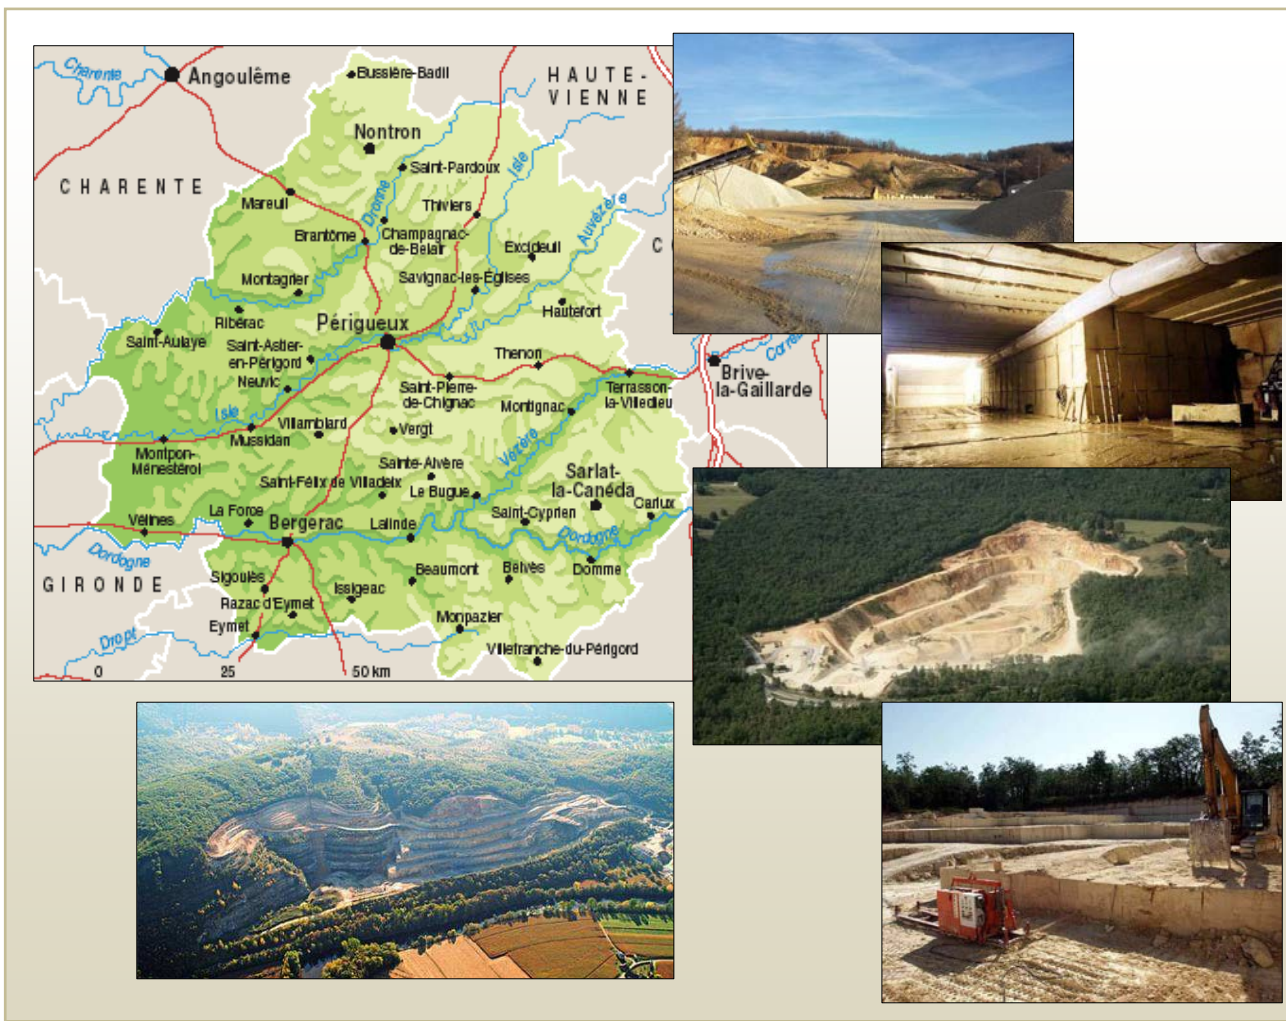 Charente
Angoulême
Bussière-Badil
HAUTE-
VIENNE
Nontron
CHARENTE
Saint-Pardoux
Isle
Mareuil
Dronne
Thiviers
Auvézère
Brantôme
Champagnac-
de-Belair
Excideuil
C
Montagrier
Savignac-les-Églises
Hautefort
Ribérac
Périgueux
Saint-Aulaye
Saint-Astier-
en-Périgord
Thenon
Corrèze
Neuvic
Saint-Pierre-
de-Chignac
Terrasson-
la-Villedieu
Brive-
la-Gaillarde
Isle
Montignac
Villamblard
Mussidan
Vergt
Vézère
Montpon-
Ménestérol
Sainte-Alvère
Sarlat-
la-Canéda
Saint-Félix de Villadeix
Le Bugue
Carlux
La Force
Saint-Cyprien
Vélines
Bergerac
Lalinde
Dordogne
Dordogne
GIRONDE
Sigoulès
Beaumont
Belvès
Domme
Issigeac
Razac d'Eymet
Eymet
Monpazier
Dropt
Villefranche-du-Périgord
0 25 50 km